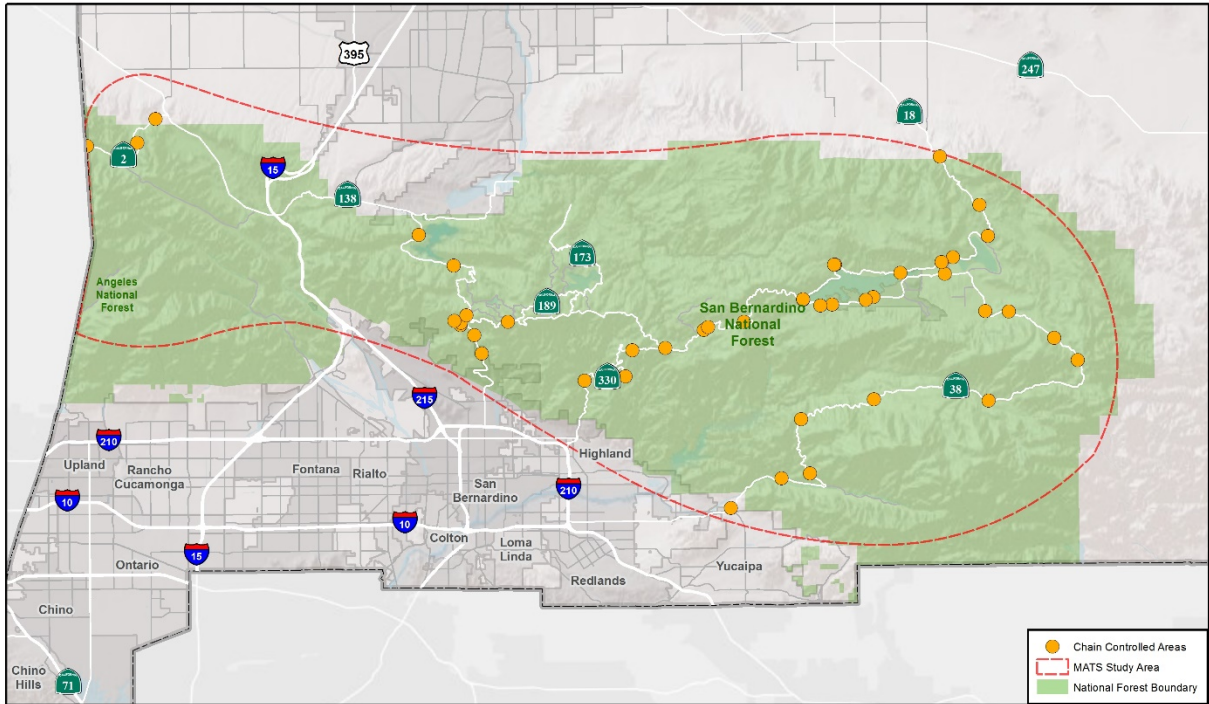 395
247
18
2
15
138
173
Angeles
National
Forest
189
San Bernardino
National
Forest
330
38
215
210
Upland
Rancho
Cucamonga
Fontana
Rialto
Highland
San
Bernardino
210
10
10
Colton
Loma
Linda
15
Ontario
Redlands
Yucaipa
Chino
Chino
Hills
71
Chain Controlled Areas
MATS Study Area
National Forest Boundary